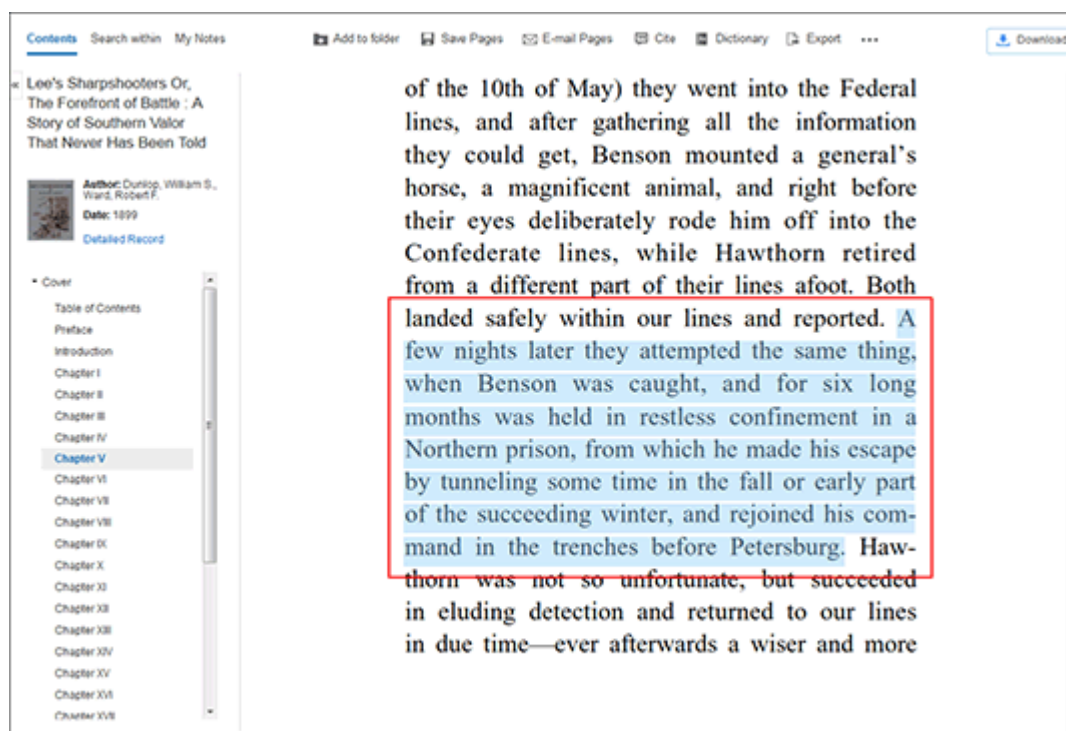 Contents Search within My Notes
Add to folder Save Pages E-mail Pages Cite Dictionary Export ••• Download
« Lee's Sharpshooters Or,
The Forefront of Battle : A
Story of Southern Valor
That Never Has Been Told
Author: Dunlop, William S.,
Ward, Robert F.
Date: 1899
Detailed Record
Cover
Table of Contents
Preface
Introduction
Chapter I
Chapter II
Chapter III
Chapter IV
Chapter V
Chapter VI
Chapter VII
Chapter VIII
Chapter IX
Chapter X
Chapter XI
Chapter XII
Chapter XIII
Chapter XIV
Chapter XV
Chapter XVI
Chapter XVII
of the 10th of May) they went into the Federal
lines, and after gathering all the information
they could get, Benson mounted a general's
horse, a magnificent animal, and right before
their eyes deliberately rode him off into the
Confederate lines, while Hawthorn retired
from a different part of their lines afoot. Both
landed safely within our lines and reported. A
few nights later they attempted the same thing,
when Benson was caught, and for six long
months was held in restless confinement in a
Northern prison, from which he made his escape
by tunneling some time in the fall or early part
of the succeeding winter, and rejoined his com-
mand in the trenches before Petersburg. Haw-
thorn was not so unfortunate, but succeeded
in eluding detection and returned to our lines
in due time—ever afterwards a wiser and more